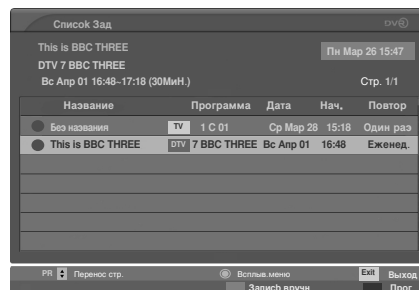 Список Зад
DVD
This is BBC THREE
Пн Мар 26 15:47
DTV 7 BBC THREE
Вс Апр 01 16:48~17:18 (30МиН.)
Стр. 1/1
Название Программа Дата Нач. Повтор
Без названия TV 1 C 01 Ср Мар 28 15:18 Один раз
This is BBC THREE DTV 7 BBC THREE Вс Апр 01 16:48 Еженед.
PR Перенос стр. Всплыв.меню Exit Выход
Запись вручн Прог